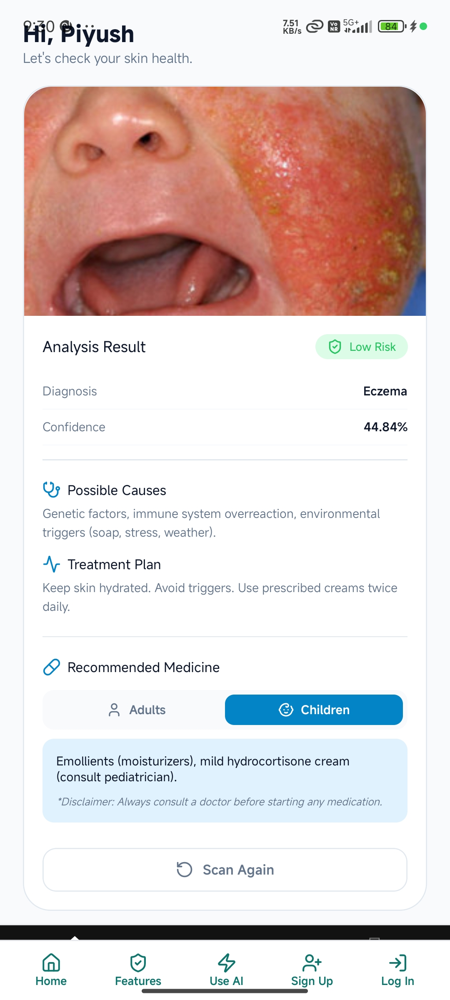 9:30
7.51
KB/s
Vo
NR
5G+
84
Hi, Piyush
Let's check your skin health.
Analysis Result
Low Risk
Diagnosis
Eczema
Confidence
44.84%
Possible Causes
Genetic factors, immune system overreaction, environmental
triggers (soap, stress, weather).
Treatment Plan
Keep skin hydrated. Avoid triggers. Use prescribed creams twice
daily.
Recommended Medicine
Adults
Children
Emollients (moisturizers), mild hydrocortisone cream
(consult pediatrician).
*Disclaimer: Always consult a doctor before starting any medication.
Scan Again
Home
Features
Use AI
Sign Up
Log In